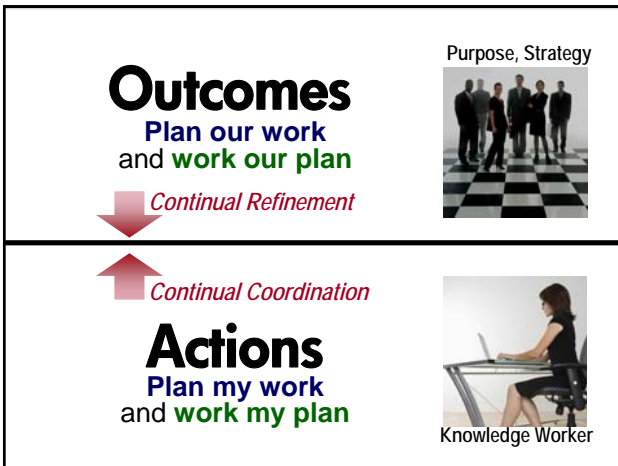 Purpose, Strategy
Outcomes
Plan our work
and work our plan
Continual Refinement
Continual Coordination
Actions
Plan my work
and work my plan
Knowledge Worker